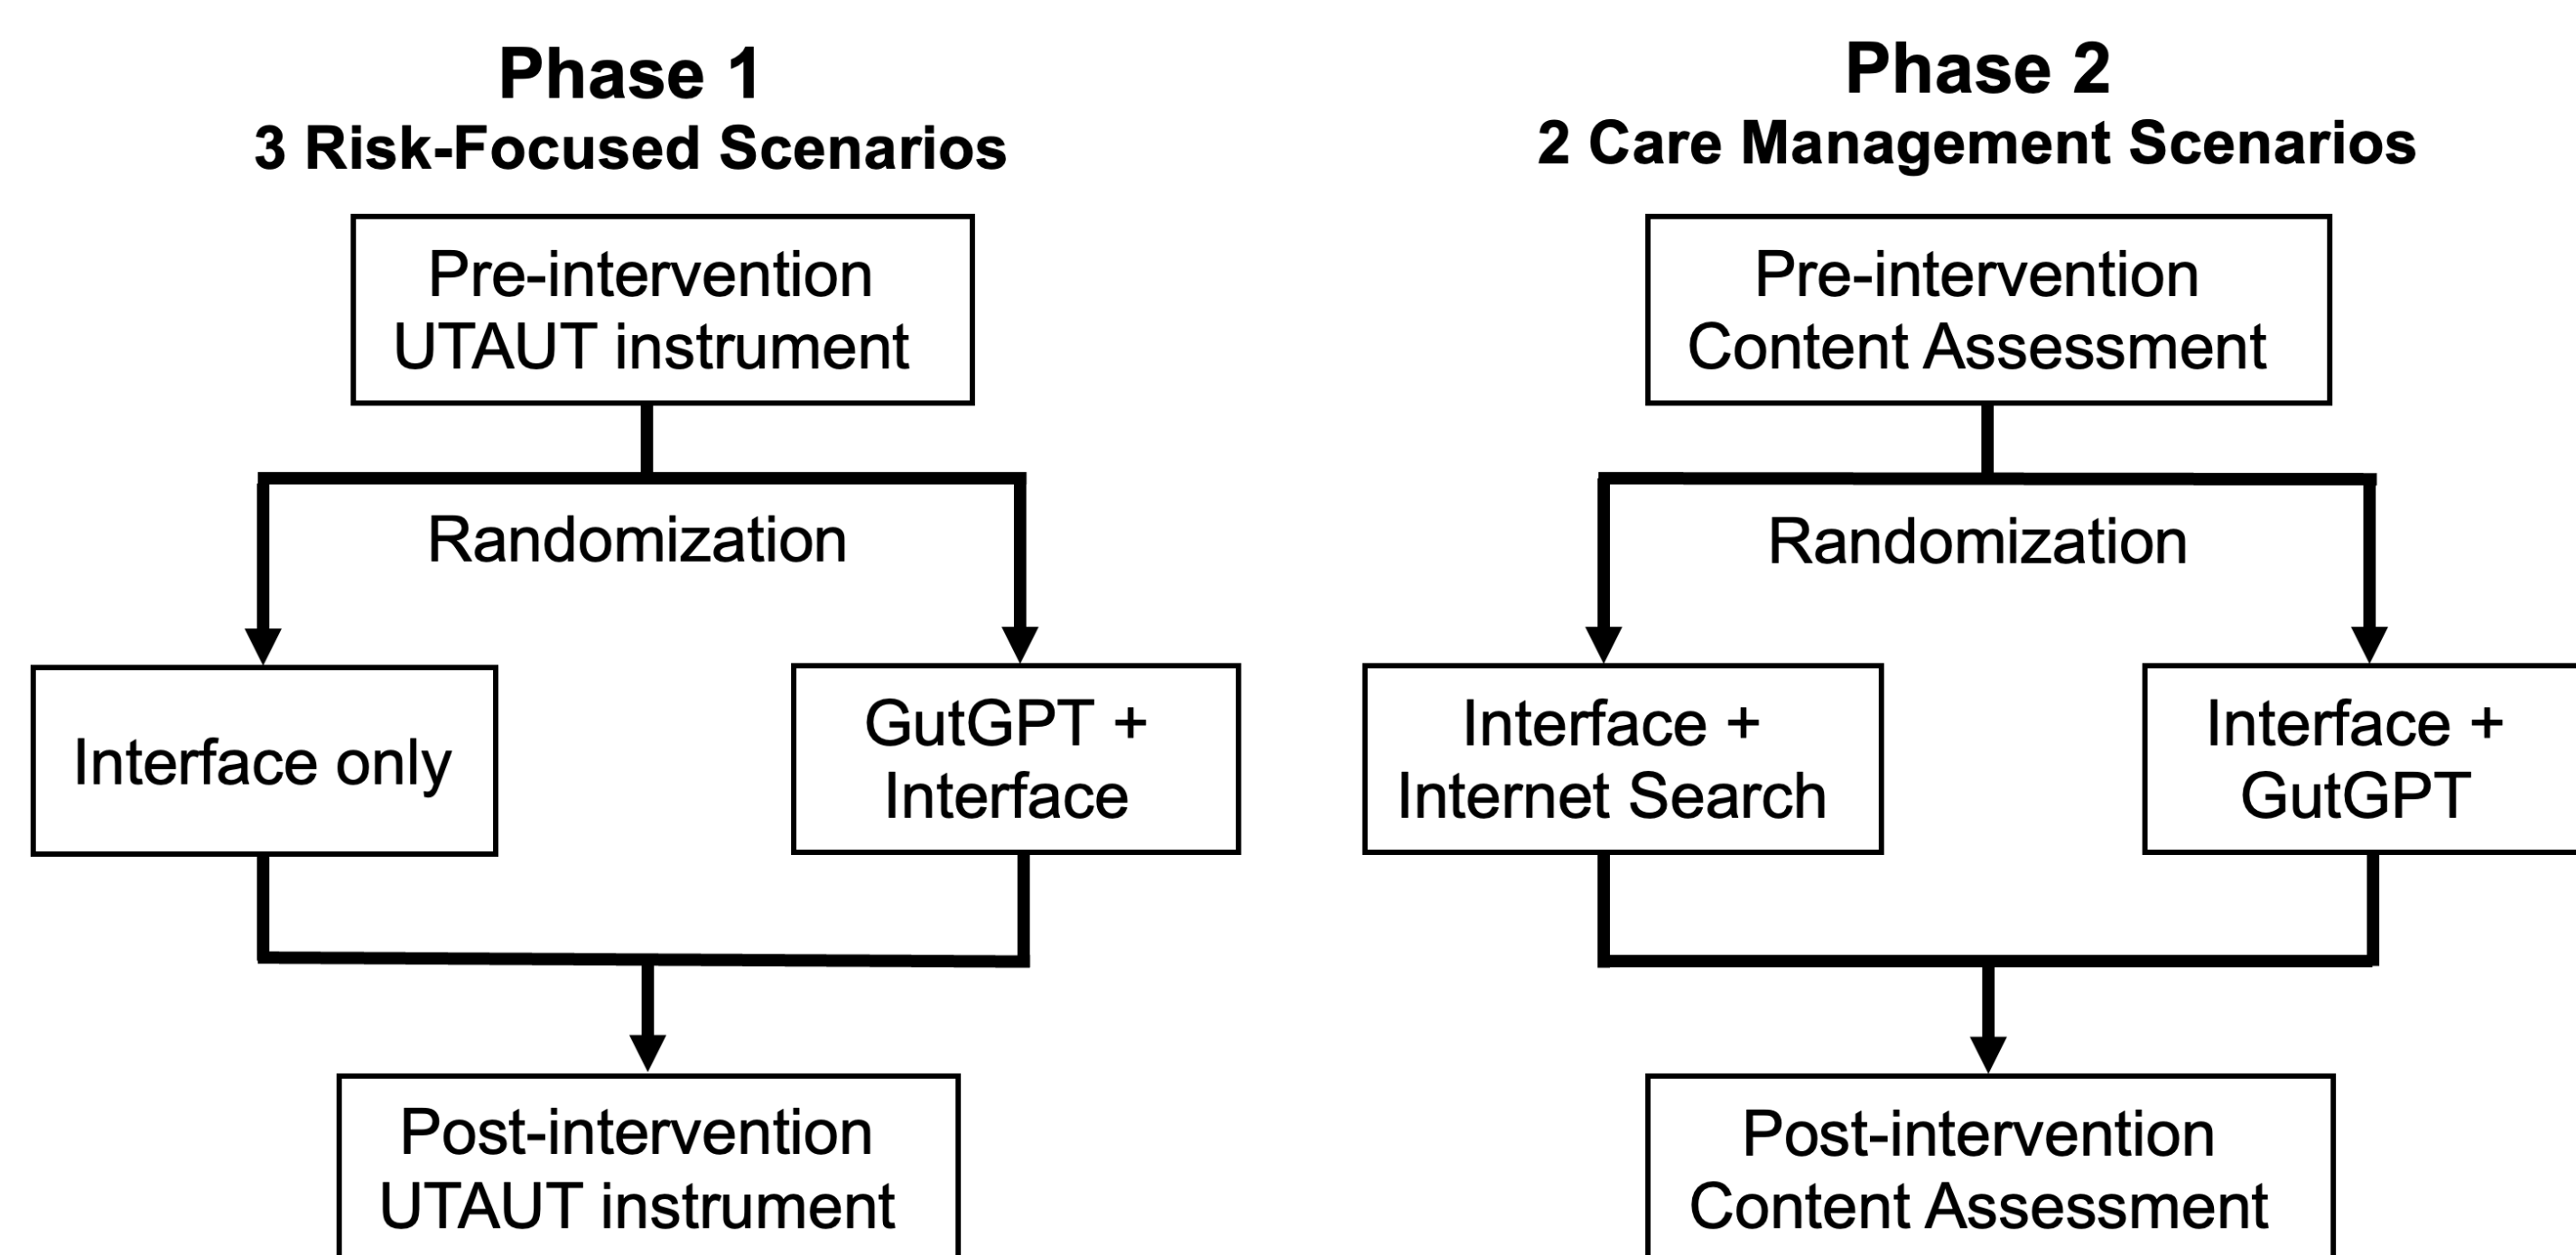 Phase 1
3 Risk-Focused Scenarios
Pre-intervention
UTAUT instrument
Randomization
Interface only
GutGPT +
Interface
Post-intervention
UTAUT instrument
Phase 2
2 Care Management Scenarios
Pre-intervention
Content Assessment
Randomization
Interface +
Internet Search
Interface +
GutGPT
Post-intervention
Content Assessment